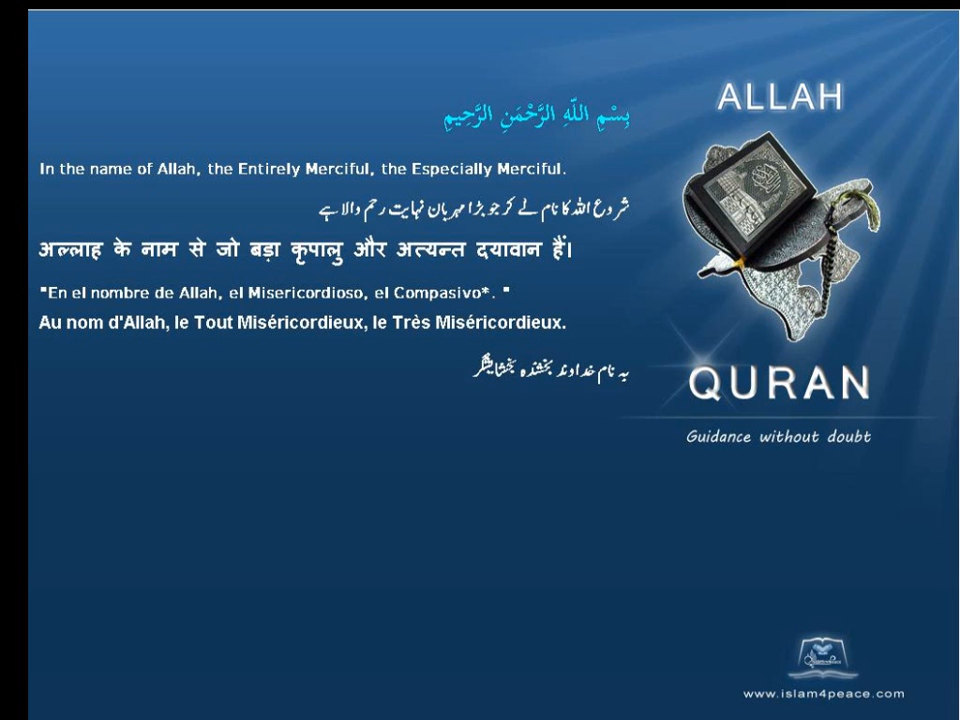 بِسْمِ اللّهِ الرَّحْمَنِ الرَّحِيمِ
In the name of Allah, the Entirely Merciful, the Especially Merciful.
شروع الله کا نام لے کر جو بڑا مہربان نہایت رحم والا ہے
अल्लाह के नाम से जो बड़ा कृपालु और अत्यन्त दयावान हैं।
"En el nombre de Allah, el Misericordioso, el Compasivo*. "
Au nom d'Allah, le Tout Miséricordieux, le Très Miséricordieux.
به نام خداوند بخشنده بخشایشگر
ALLAH
QURAN
Guidance without doubt
www.islam4peace.com